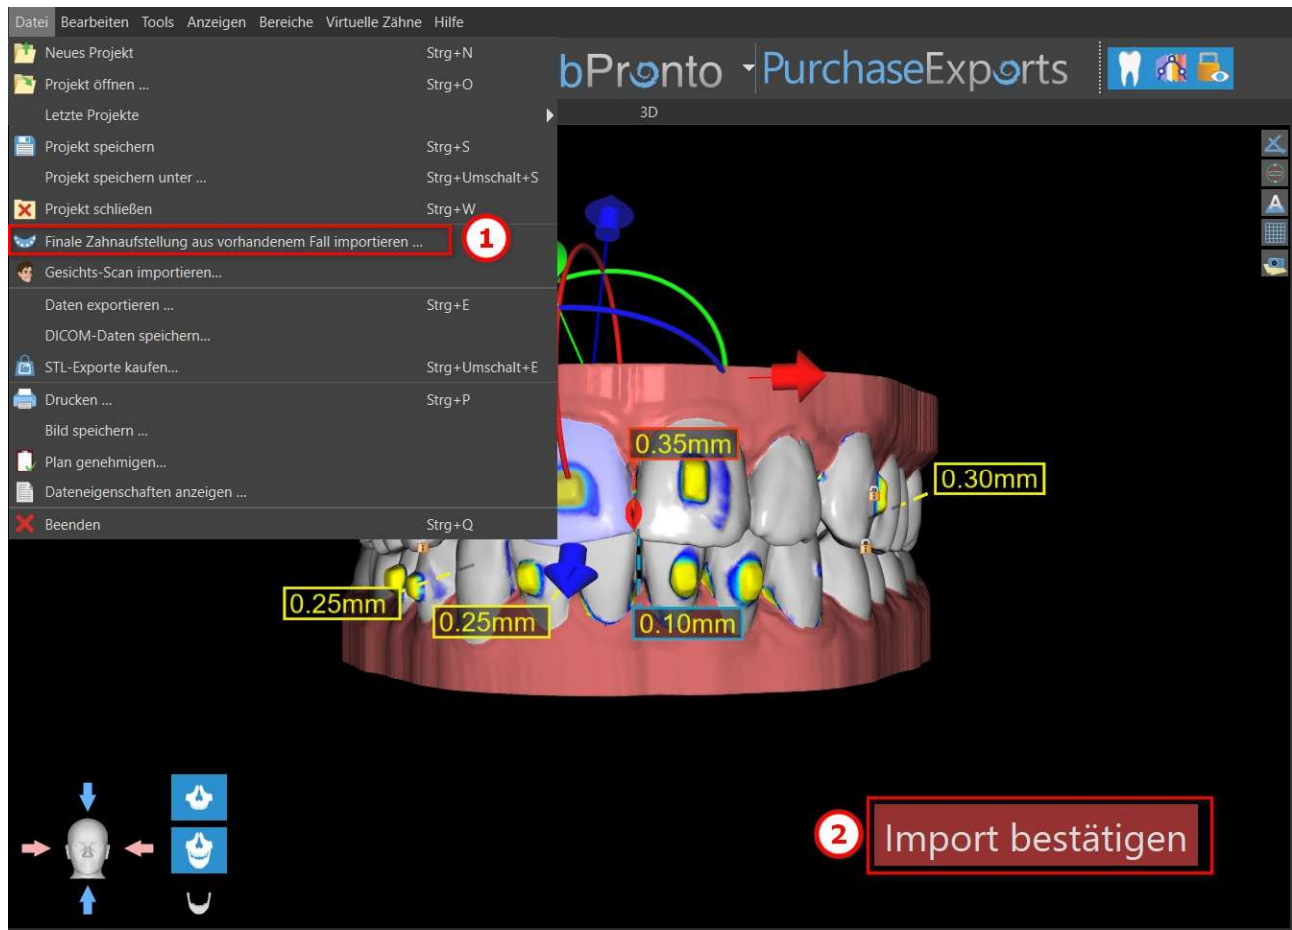 Datei Bearbeiten Tools Anzeigen Bereiche Virtuelle Zähne Hilfe
Neues Projekt Strg+N
bPronto PurchaseExports
Projekt öffnen ... Strg+O
Letzte Projekte
3D
Projekt speichern Strg+S
Projekt speichern unter ... Strg+Umschalt+S
Projekt schließen Strg+W
Finale Zahnaufstellung aus vorhandenem Fall importieren ...
1
Gesichts-Scan importieren...
Daten exportieren ... Strg+E
DICOM-Daten speichern...
STL-Exporte kaufen... Strg+Umschalt+E
Drucken ... Strg+P
Bild speichern ...
Plan genehmigen...
Dateneigenschaften anzeigen ...
Beenden Strg+Q
0.35mm
0.30mm
0.25mm
0.25mm
0.10mm
2
Import bestätigen